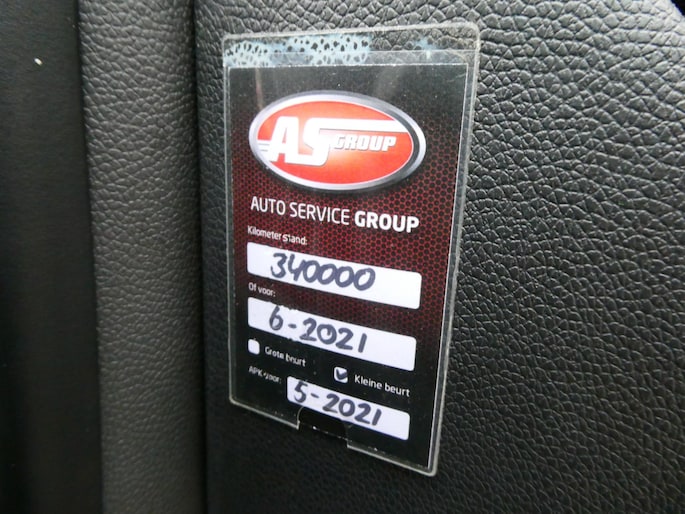 AS GROUP
AUTO SERVICE GROUP
Kilometerstand:
340000
Of voor:
6-2021
Grote beurt
Kleine beurt
APK voor:
5-2021